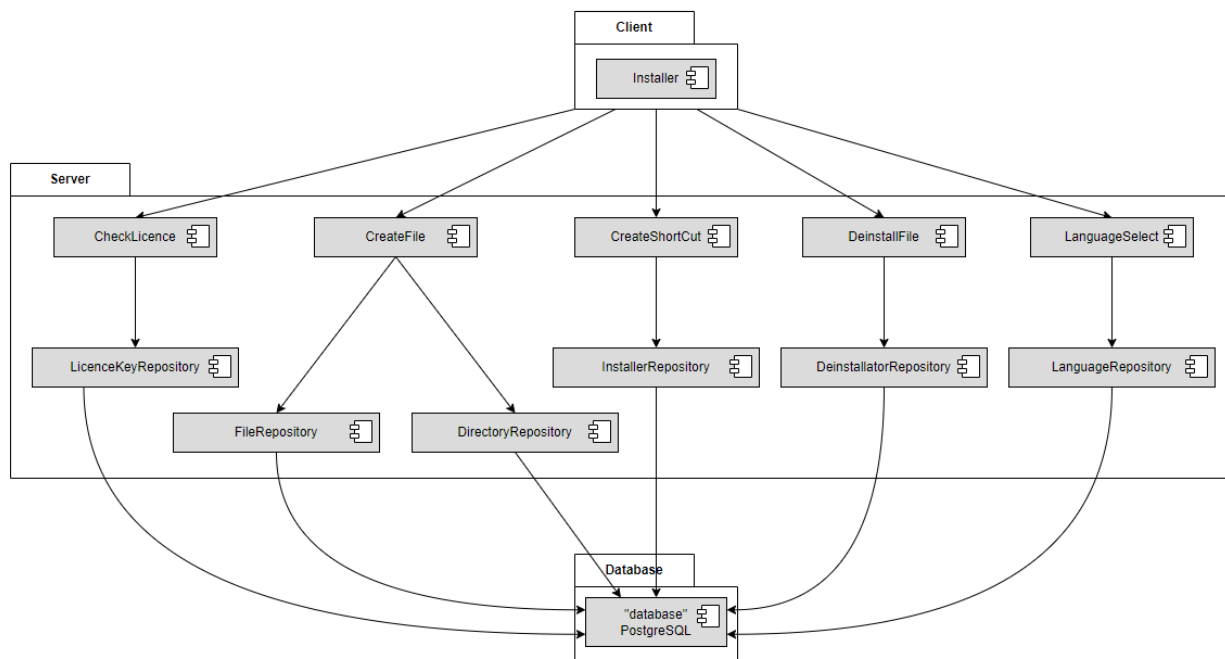 Client
Installer
Server
CheckLicence
CreateFile
CreateShortCut
DeinstallFile
LanguageSelect
LicenceKeyRepository
InstallerRepository
DeinstallatorRepository
LanguageRepository
FileRepository
DirectoryRepository
Database
"database"
PostgreSQL